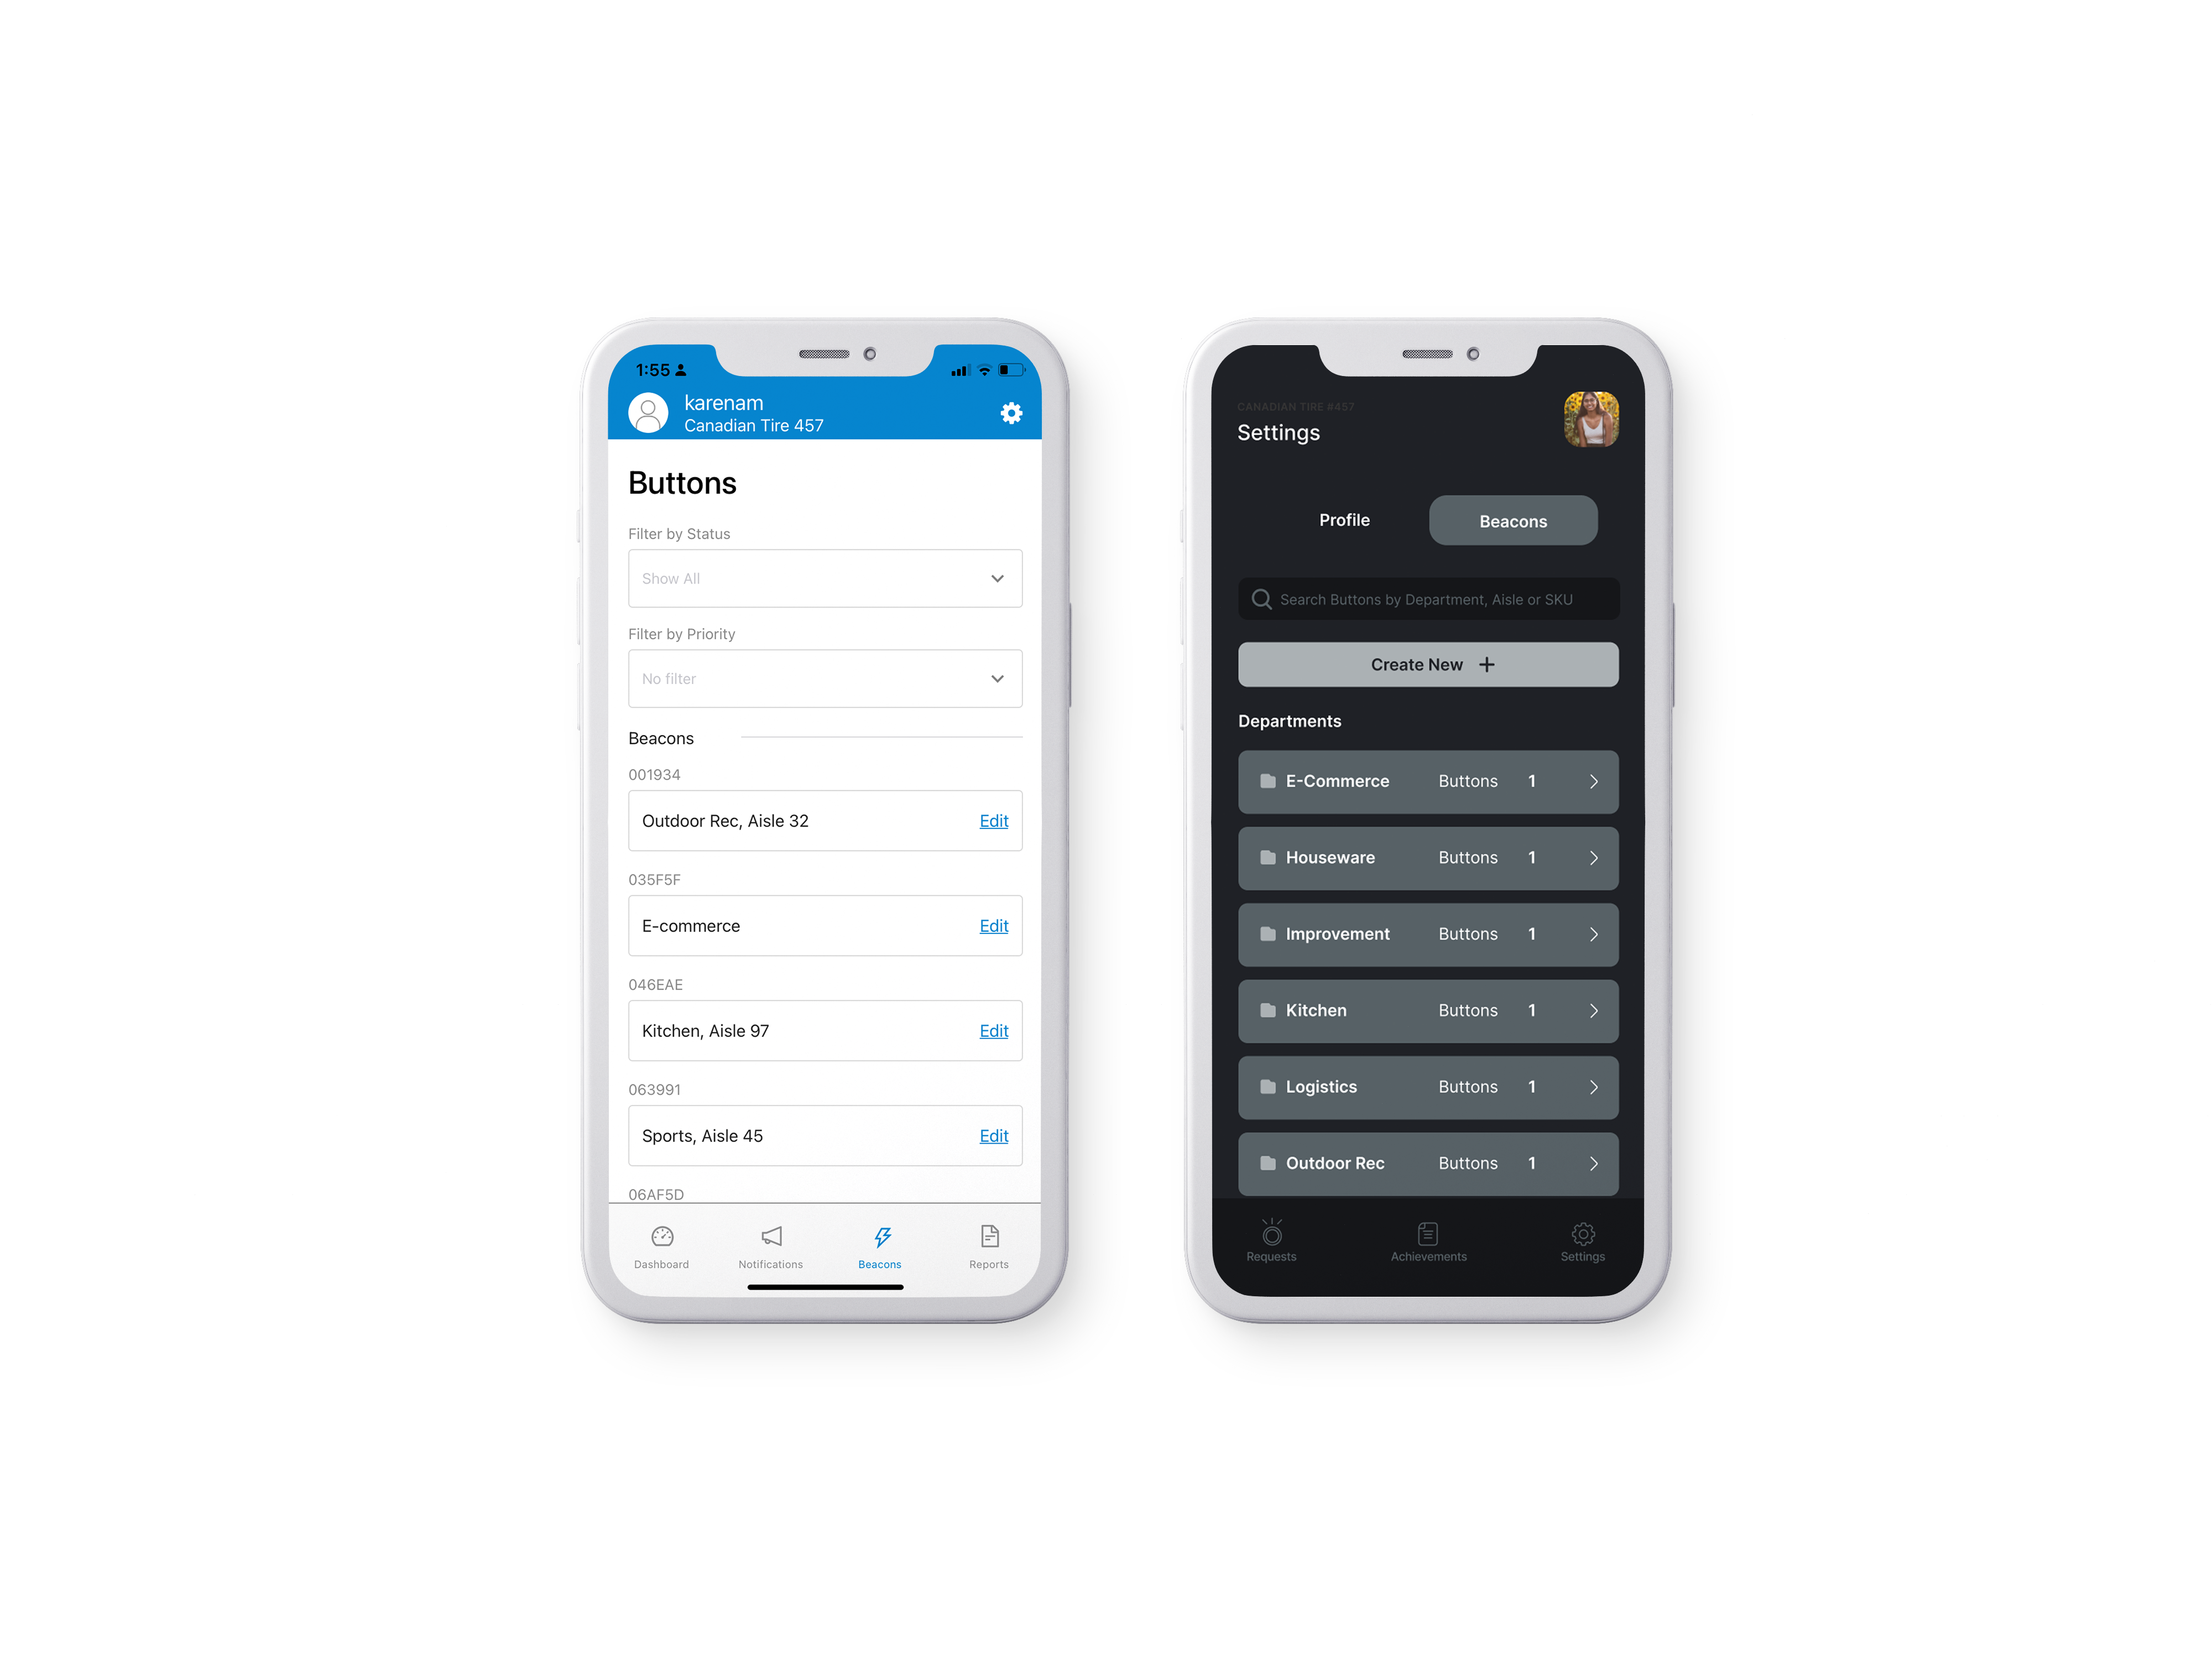 1:55
karenam
Canadian Tire 457
Buttons
Filter by Status
Show All
Filter by Priority
No filter
Beacons
001934
Outdoor Rec, Aisle 32 Edit
035F5F
E-commerce Edit
046EAE
Kitchen, Aisle 97 Edit
063991
Sports, Aisle 45 Edit
06AF5D
Dashboard Notifications Beacons Reports
CANADIAN TIRE #457
Settings
Profile Beacons
Search Buttons by Department, Aisle or SKU
Create New +
Departments
E-Commerce Buttons 1
Houseware Buttons 1
Improvement Buttons 1
Kitchen Buttons 1
Logistics Buttons 1
Outdoor Rec Buttons 1
Requests Achievements Settings